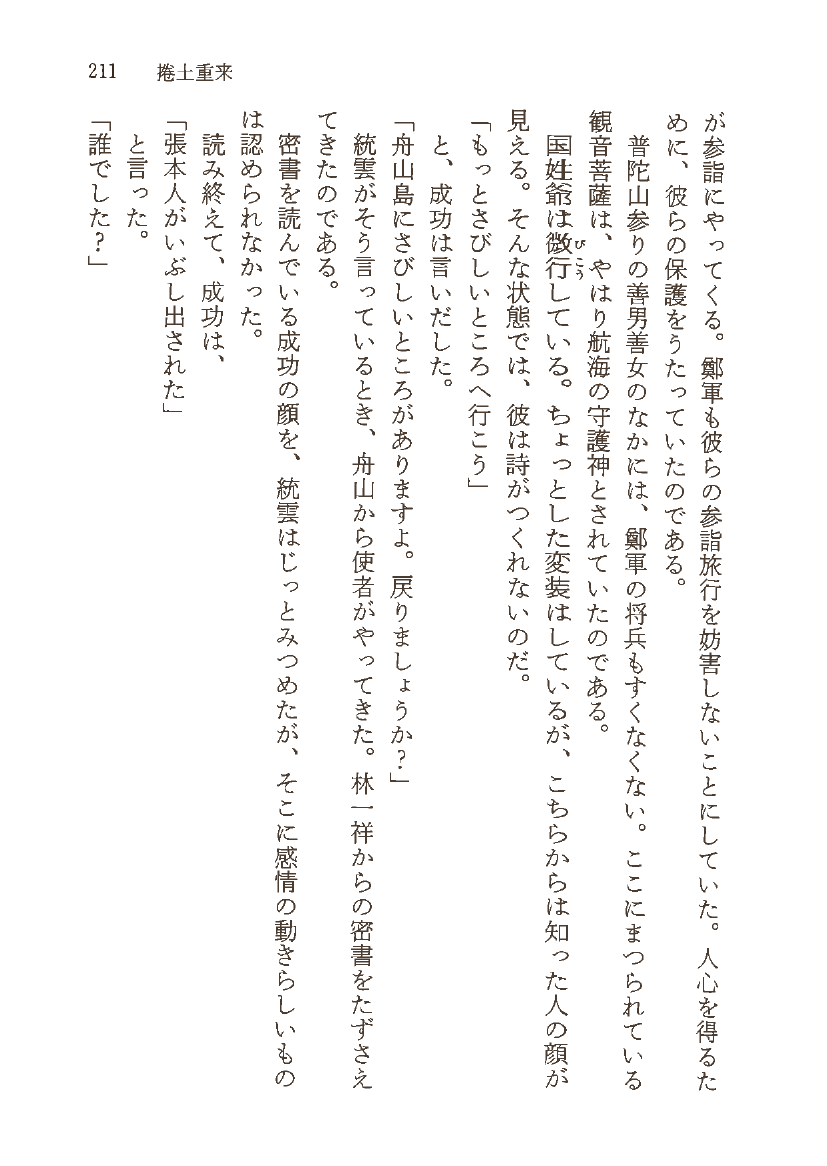 211　捲土重来
が参詣にやってくる。鄭軍も彼らの参詣旅行を妨害しないことにしていた。人心を得るた
めに、彼らの保護をうたっていたのである。
　普陀山参りの善男善女のなかには、鄭軍の将兵もすくなくない。ここにまつられている
観音菩薩は、やはり航海の守護神とされていたのである。
　国姓爺は微行している。ちょっとした変装はしているが、こちらからは知った人の顔が
びこう
見える。そんな状態では、彼は詩がつくれないのだ。
「もっとさびしいところへ行こう」
　と、成功は言いだした。
「舟山島にさびしいところがありますよ。戻りましょうか？」
　統雲がそう言っているとき、舟山から使者がやってきた。林一祥からの密書をたずさえ
てきたのである。
　密書を読んでいる成功の顔を、統雲はじっとみつめたが、そこに感情の動きらしいもの
は認められなかった。
　読み終えて、成功は、
「張本人がいぶし出された」
　と言った。
「誰でした？」